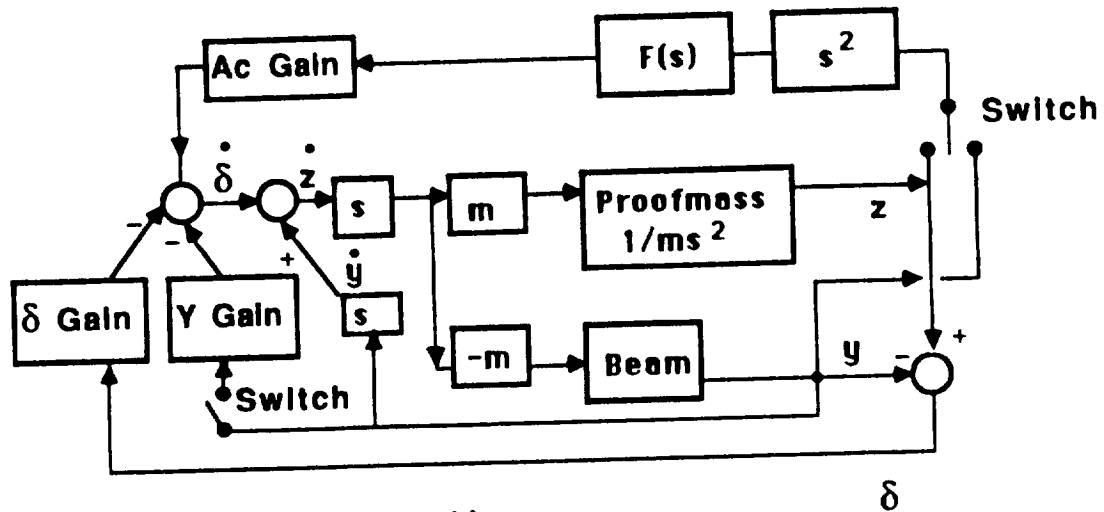 Ac Gain
F(s)
s²
Switch
δ̇
ż
s
m
Proofmass
1/ms²
z
-
-
+
ẏ
δ Gain
Y Gain
s
-m
Beam
y
-
+
Switch
δ